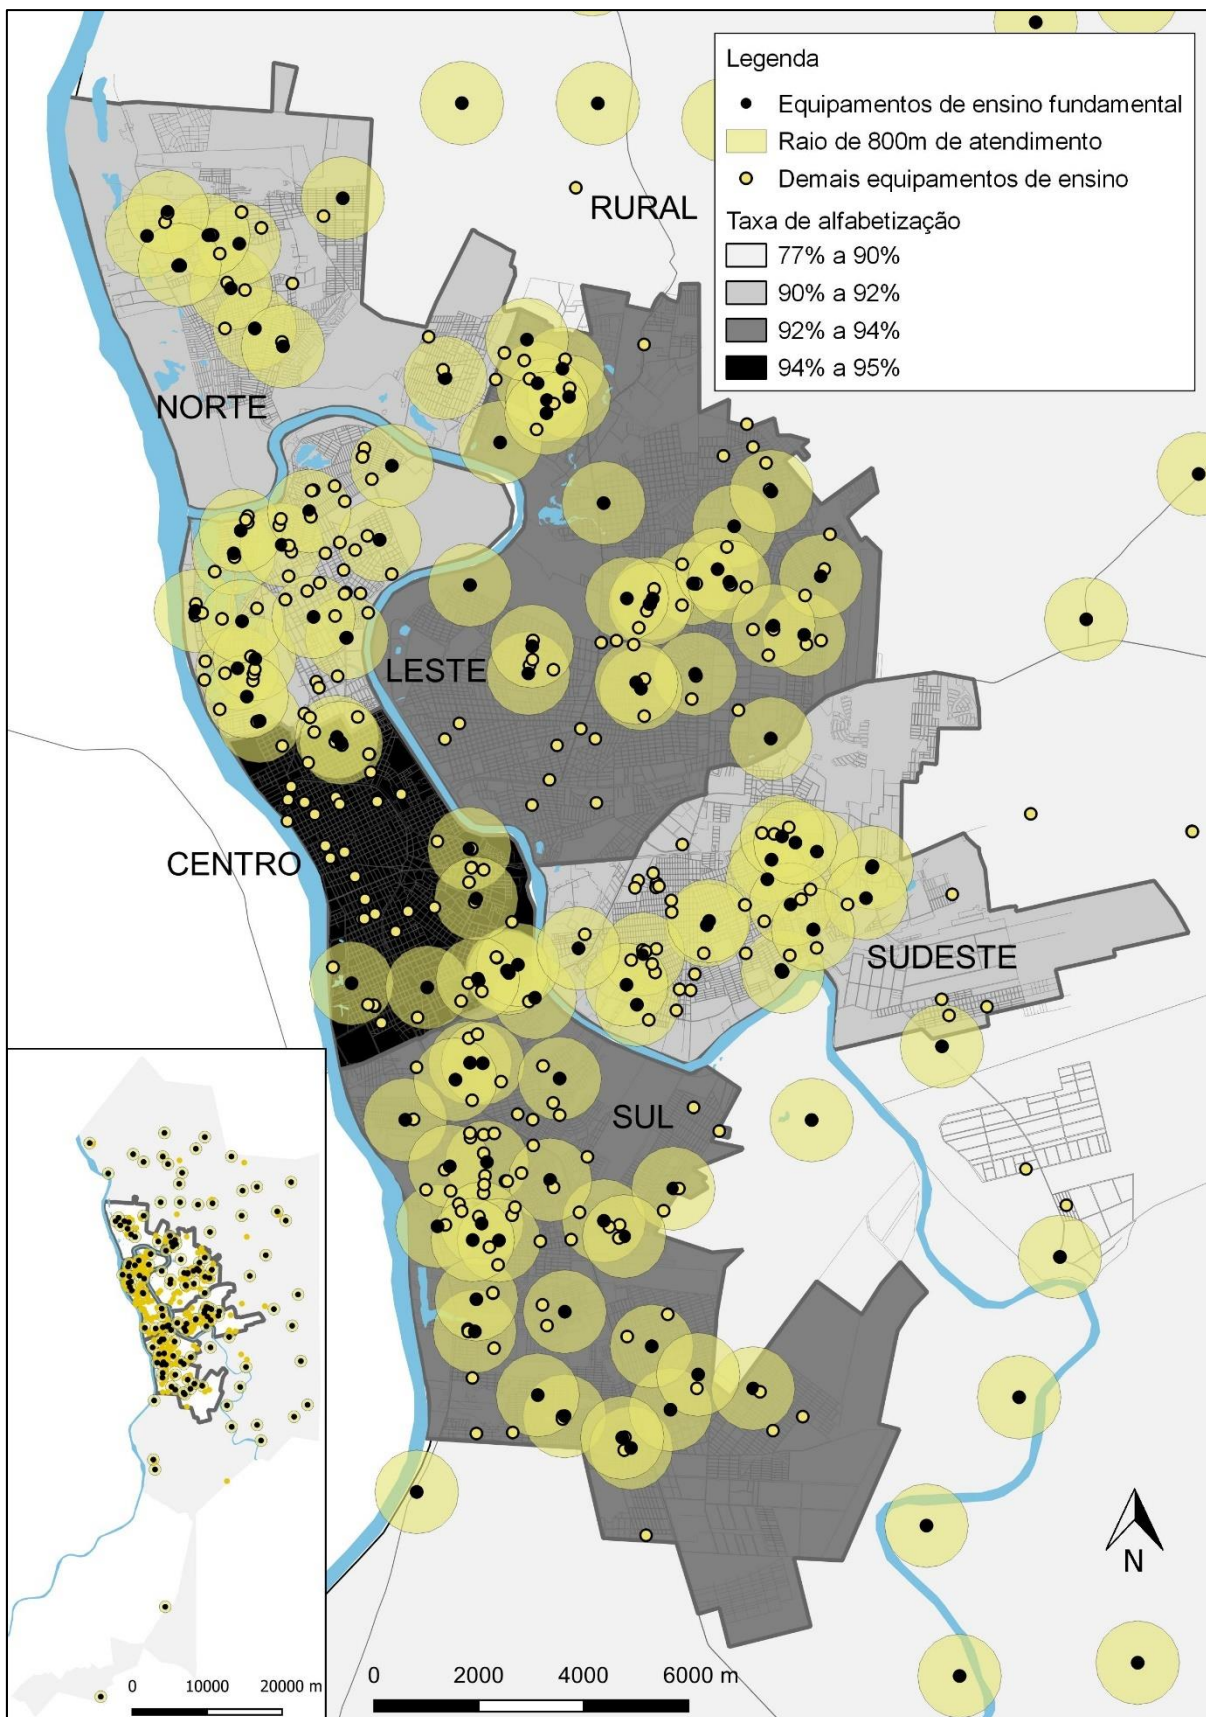 Legenda
Equipamentos de ensino fundamental
Raio de 800m de atendimento
Demais equipamentos de ensino
Taxa de alfabetização
77% a 90%
90% a 92%
92% a 94%
94% a 95%
RURAL
NORTE
LESTE
CENTRO
SUDESTE
SUL
N
0 2000 4000 6000 m
0 10000 20000 m